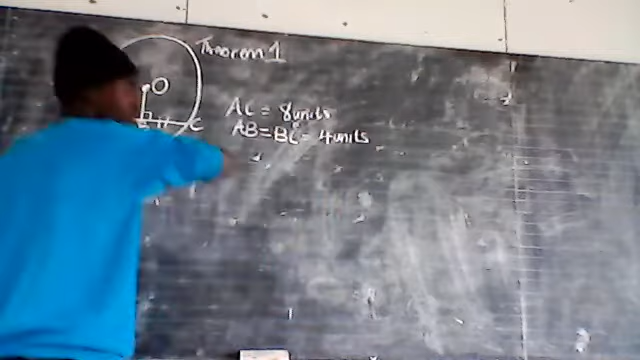 Theorem 1
O
C
AC = 8units
AB=BC=4units